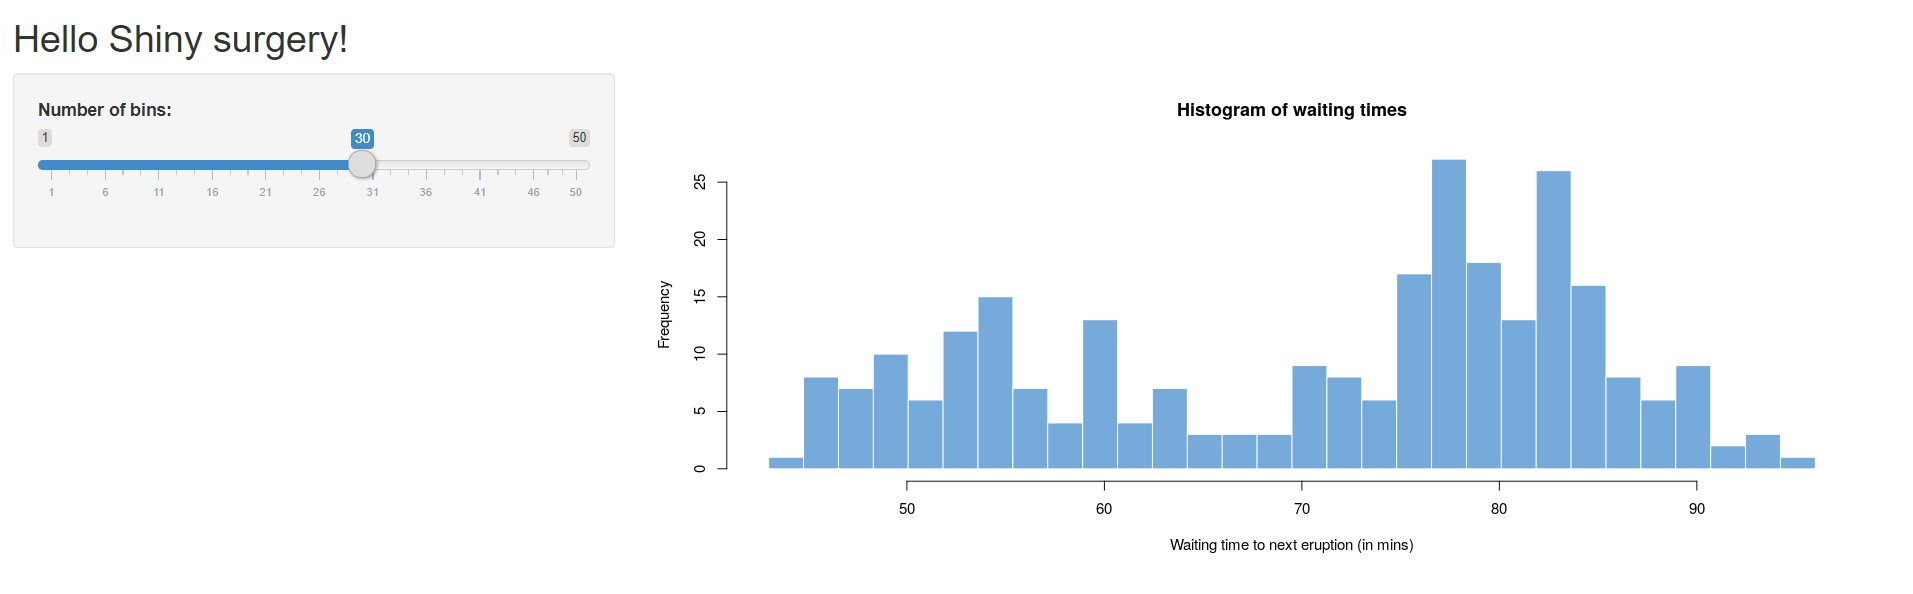 Hello Shiny surgery!
Number of bins:
1 30 50
1 6 11 16 21 26 31 36 41 46 50
Histogram of waiting times
Frequency
25
20
15
10
5
0
50 60 70 80 90
Waiting time to next eruption (in mins)